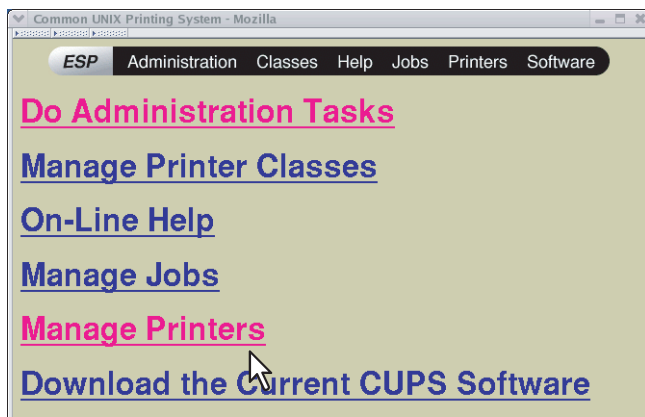 Common UNIX Printing System - Mozilla
ESP Administration Classes Help Jobs Printers Software
Do Administration Tasks
Manage Printer Classes
On-Line Help
Manage Jobs
Manage Printers
Download the Current CUPS Software